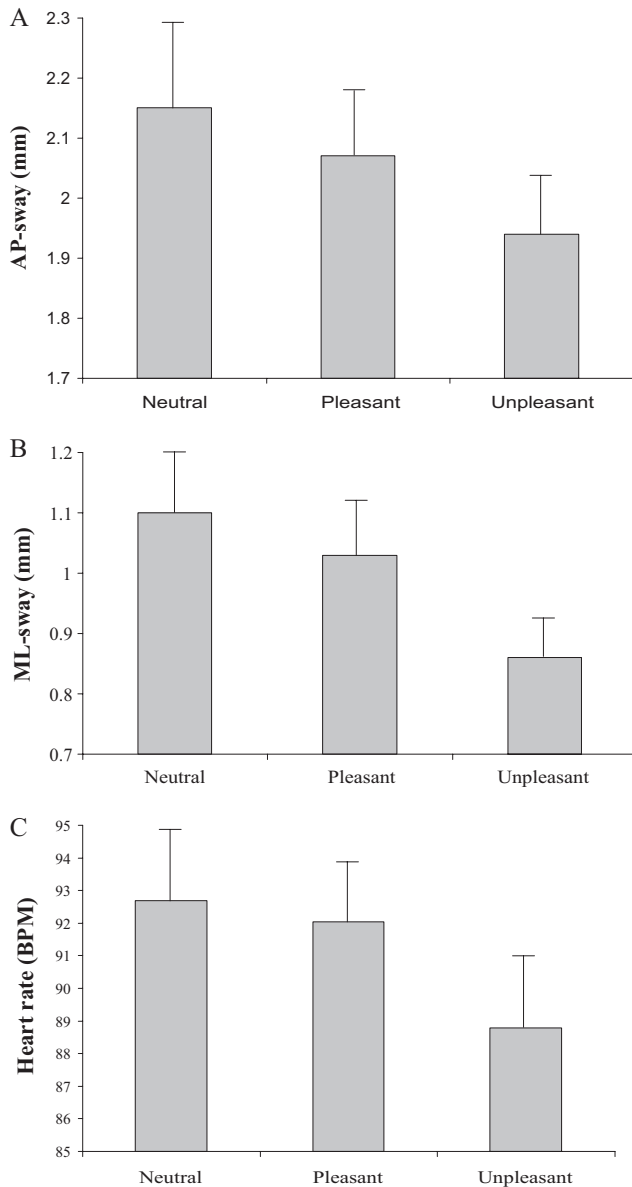 A
AP-sway (mm)
2.3
2.2
2.1
2
1.9
1.8
1.7
Neutral Pleasant Unpleasant
B
ML-sway (mm)
1.2
1.1
1
0.9
0.8
0.7
Neutral Pleasant Unpleasant
C
Heart rate (BPM)
95
94
93
92
91
90
89
88
87
86
85
Neutral Pleasant Unpleasant